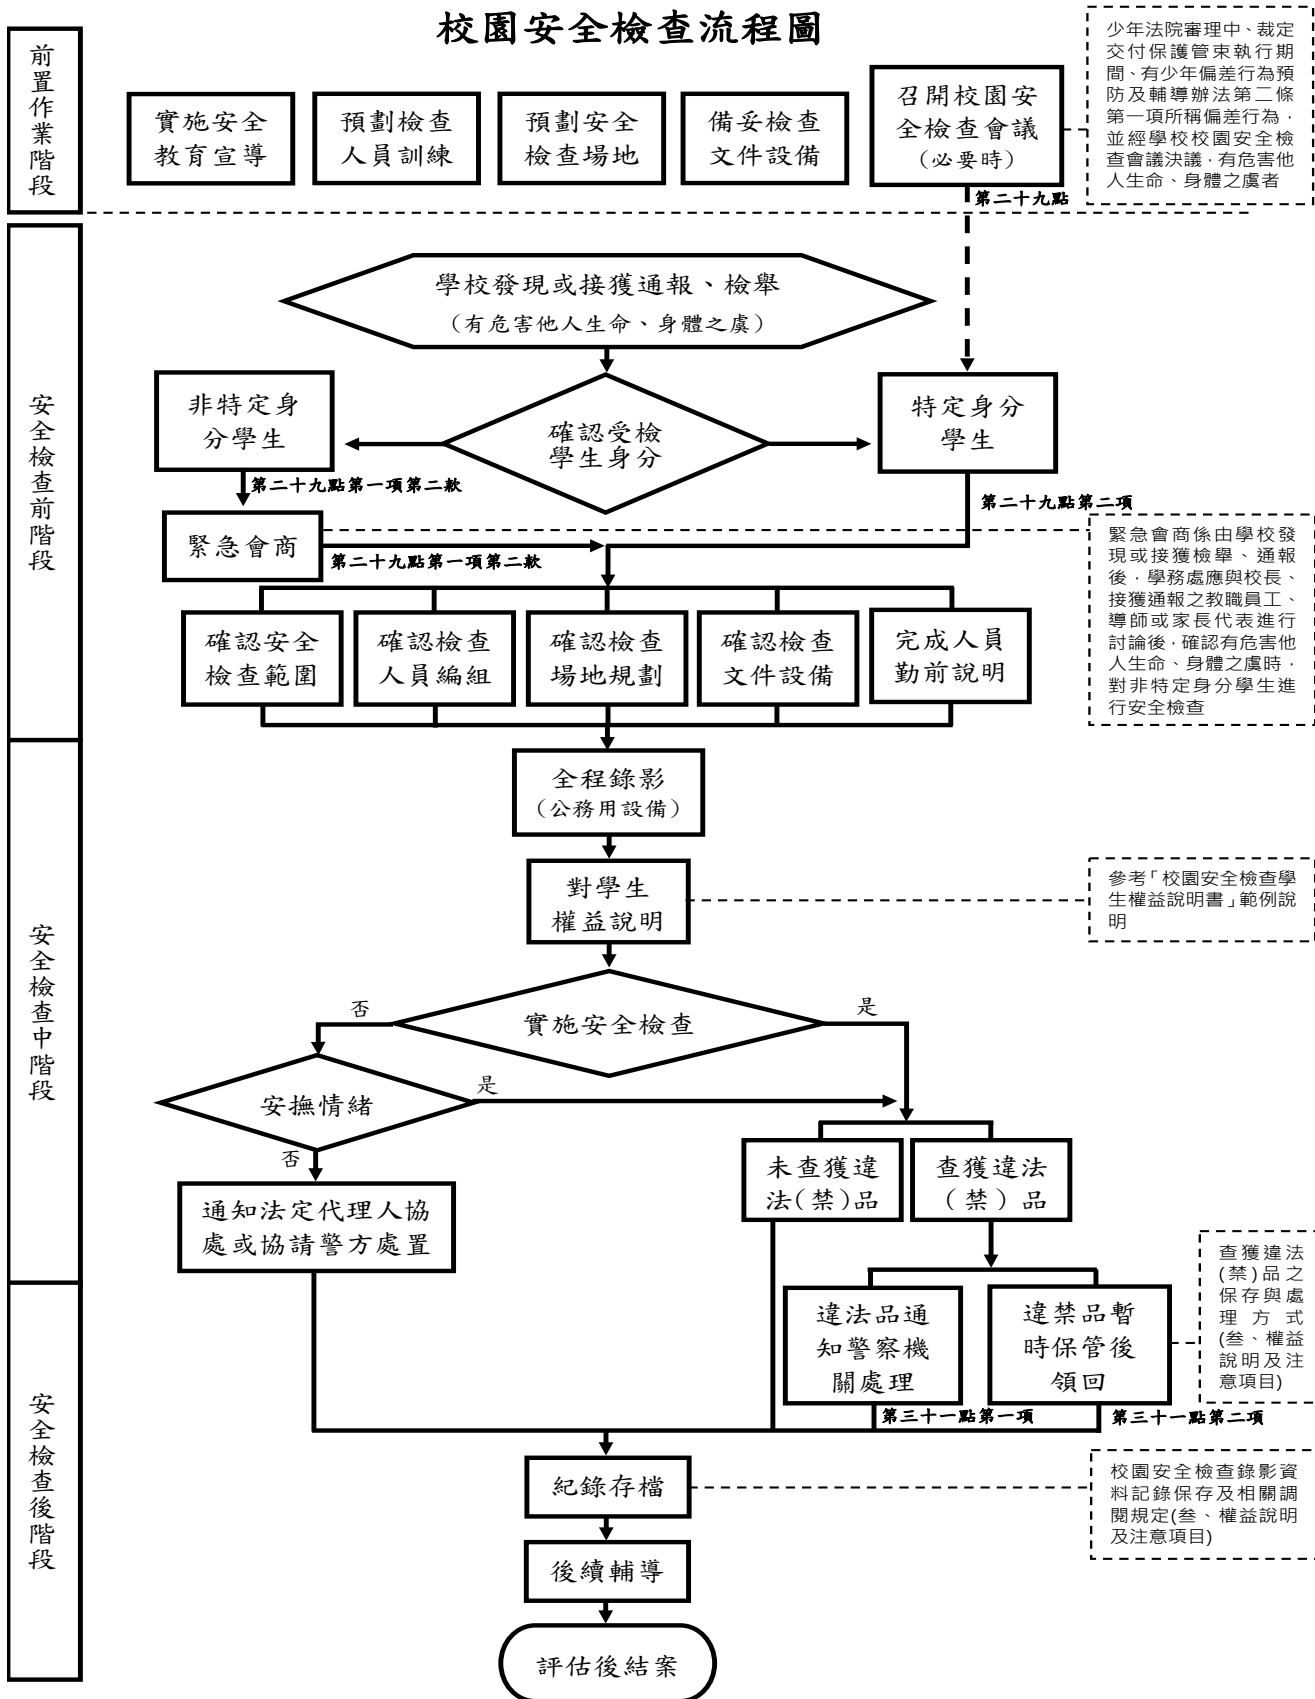 校園安全檢查流程圖
前置作業階段
實施安全
教育宣導
預劃檢查
人員訓練
預劃安全
檢查場地
備妥檢查
文件設備
召開校園安
全檢查會議
（必要時）
少年法院審理中、裁定
交付保護管束執行期
間、有少年偏差行為預
防及輔導辦法第二條
第一項所稱偏差行為，
並經學校校園安全檢
查會議決議，有危害他
人生命、身體之虞者
第二十九點
安全檢查前階段
學校發現或接獲通報、檢舉
（有危害他人生命、身體之虞）
非特定身
分學生
確認受檢
學生身分
特定身分
學生
第二十九點第一項第二款
第二十九點第二項
緊急會商
第二十九點第一項第二款
緊急會商係由學校發
現或接獲檢舉、通報
後，學務處應與校長、
接獲通報之教職員工、
導師或家長代表進行
討論後，確認有危害他
人生命、身體之虞時，
對非特定身分學生進
行安全檢查
確認安全
檢查範圍
確認檢查
人員編組
確認檢查
場地規劃
確認檢查
文件設備
完成人員
勤前說明
安全檢查中階段
全程錄影
（公務用設備）
對學生
權益說明
參考「校園安全檢查學
生權益說明書」範例說
明
實施安全檢查
否
是
安撫情緒
是
否
通知法定代理人協
處或協請警方處置
未查獲違
法(禁)品
查獲違法
(禁)品
安全檢查後階段
違法品通
知警察機
關處理
違禁品暫
時保管後
領回
查獲違法
(禁)品之
保存與處
理方式
(叁、權益
說明及注
意項目)
第三十一點第一項
第三十一點第二項
紀錄存檔
校園安全檢查錄影資
料記錄保存及相關調
閱規定(叁、權益說明
及注意項目)
後續輔導
評估後結案